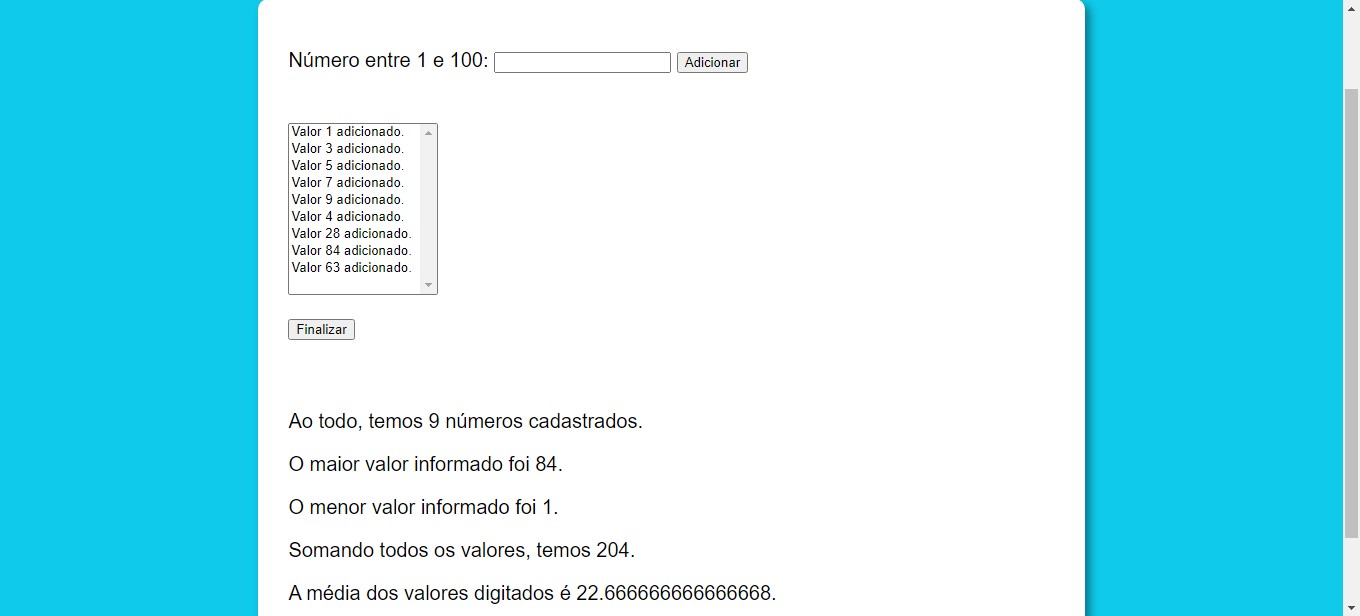 Número entre 1 e 100: Adicionar
Valor 1 adicionado.
Valor 3 adicionado.
Valor 5 adicionado.
Valor 7 adicionado.
Valor 9 adicionado.
Valor 4 adicionado.
Valor 28 adicionado.
Valor 84 adicionado.
Valor 63 adicionado.
Finalizar
Ao todo, temos 9 números cadastrados.
O maior valor informado foi 84.
O menor valor informado foi 1.
Somando todos os valores, temos 204.
A média dos valores digitados é 22.666666666666668.